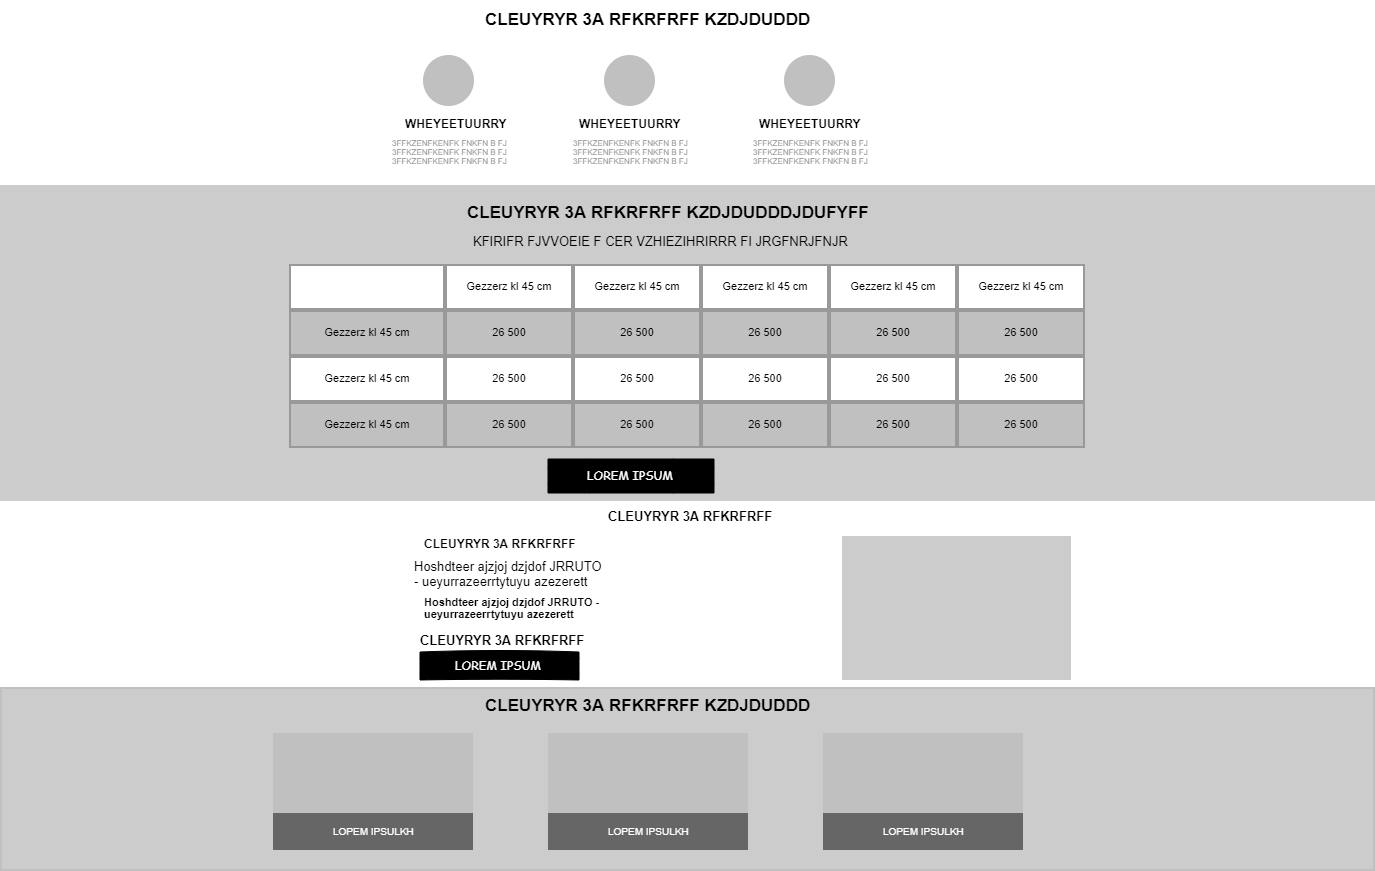 CLEUYRYR 3A RFKRFRFF KZDJDUDDD
WHEYEETUURRY
3FFKZENFKENFK FNKFN B FJ
3FFKZENFKENFK FNKFN B FJ
3FFKZENFKENFK FNKFN B FJ
WHEYEETUURRY
3FFKZENFKENFK FNKFN B FJ
3FFKZENFKENFK FNKFN B FJ
3FFKZENFKENFK FNKFN B FJ
WHEYEETUURRY
3FFKZENFKENFK FNKFN B FJ
3FFKZENFKENFK FNKFN B FJ
3FFKZENFKENFK FNKFN B FJ
CLEUYRYR 3A RFKRFRFF KZDJDUDDDJDUFYFF
KFIRIFR FJVVOEIE F CER VZHIEZIHRIRRR FI JRGFNRJFNJR
Gezzerz kl 45 cm Gezzerz kl 45 cm Gezzerz kl 45 cm Gezzerz kl 45 cm Gezzerz kl 45 cm
Gezzerz kl 45 cm 26 500 26 500 26 500 26 500 26 500
Gezzerz kl 45 cm 26 500 26 500 26 500 26 500 26 500
Gezzerz kl 45 cm 26 500 26 500 26 500 26 500 26 500
LOREM IPSUM
CLEUYRYR 3A RFKRFRFF
CLEUYRYR 3A RFKRFRFF
Hoshdteer ajzjoj dzjdof JRRUTO
- ueyurrazeerrtytuyu azezerett
Hoshdteer ajzjoj dzjdof JRRUTO -
ueyurrazeerrtytuyu azezerett
CLEUYRYR 3A RFKRFRFF
LOREM IPSUM
CLEUYRYR 3A RFKRFRFF KZDJDUDDD
LOPEM IPSULKH
LOPEM IPSULKH
LOPEM IPSULKH